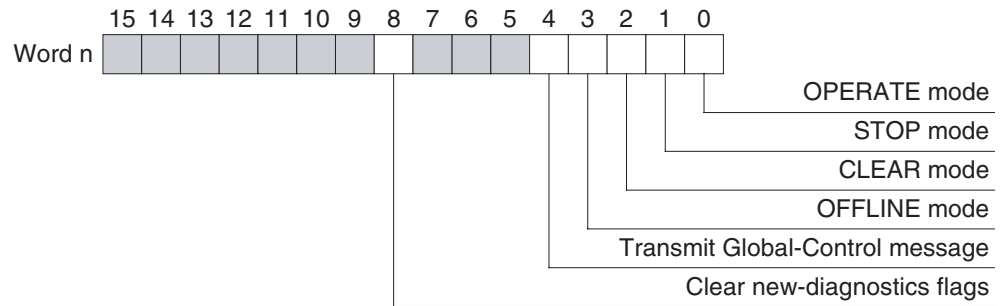 15 14 13 12 11 10 9 8 7 6 5 4 3 2 1 0
Word n
OPERATE mode
STOP mode
CLEAR mode
OFFLINE mode
Transmit Global-Control message
Clear new-diagnostics flags